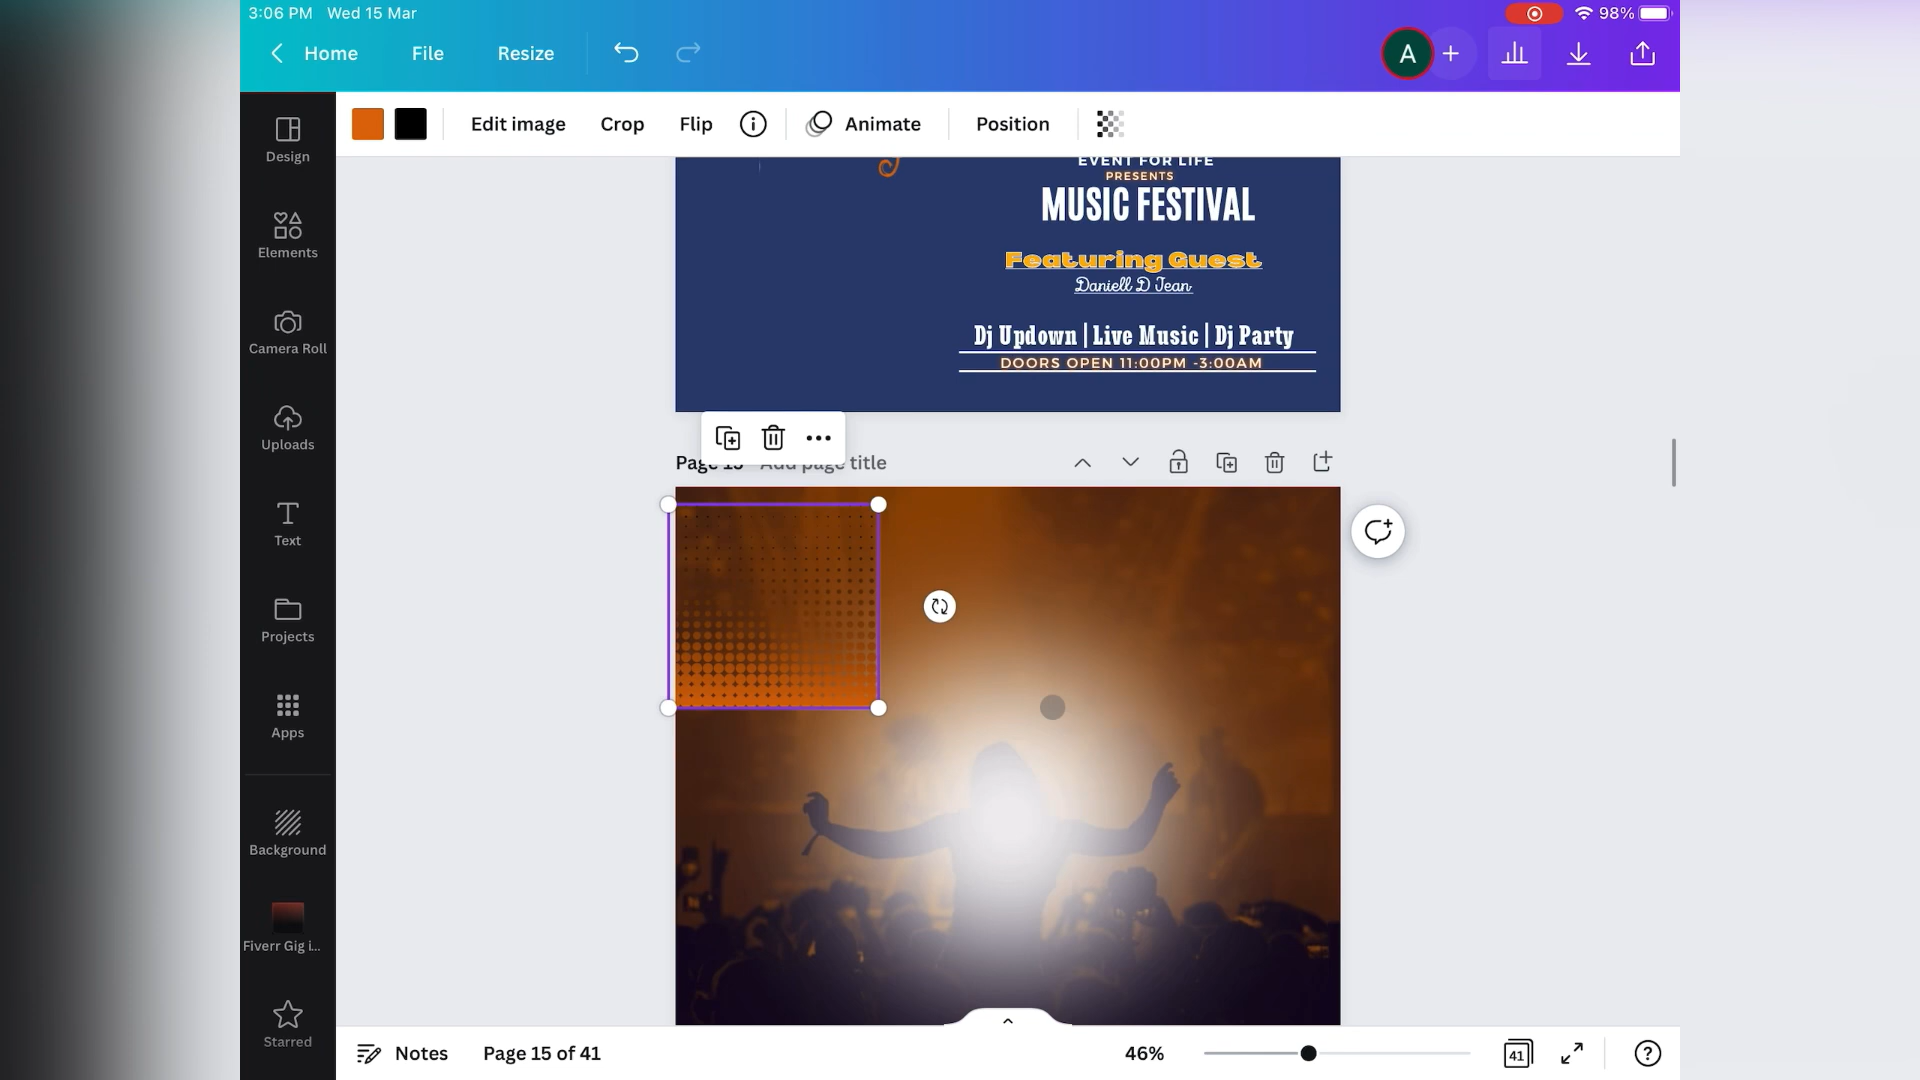 3:06 PM Wed 15 Mar
98%
Home File Resize
A
Edit image Crop Flip Animate Position
Design
Elements
Camera Roll
Uploads
Text
Projects
Apps
Background
Fiverr Gig i...
Starred
EVENT FOR LIFE
PRESENTS
MUSIC FESTIVAL
Featuring Guest
Daniell D Jean
Dj Updown | Live Music | Dj Party
DOORS OPEN 11:00PM -3:00AM
Page 15 Add page title
Notes Page 15 of 41
46%
41